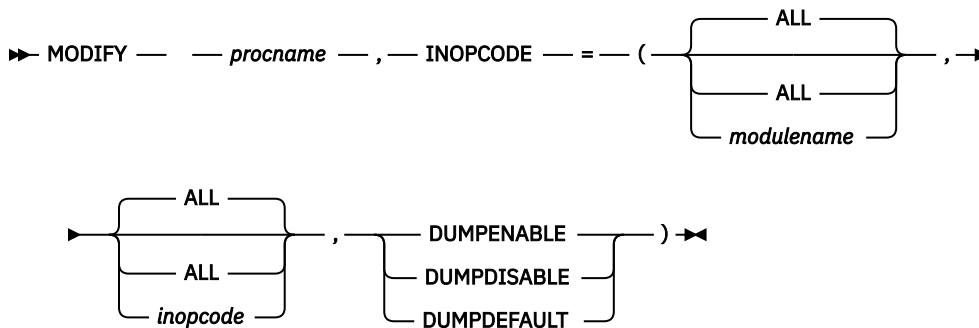 ALL
MODIFY procname , INOPCODE = ( ,
ALL
modulename
ALL
, DUMPENABLE )
ALL DUMPDISABLE
inopcode DUMPDEFAULT